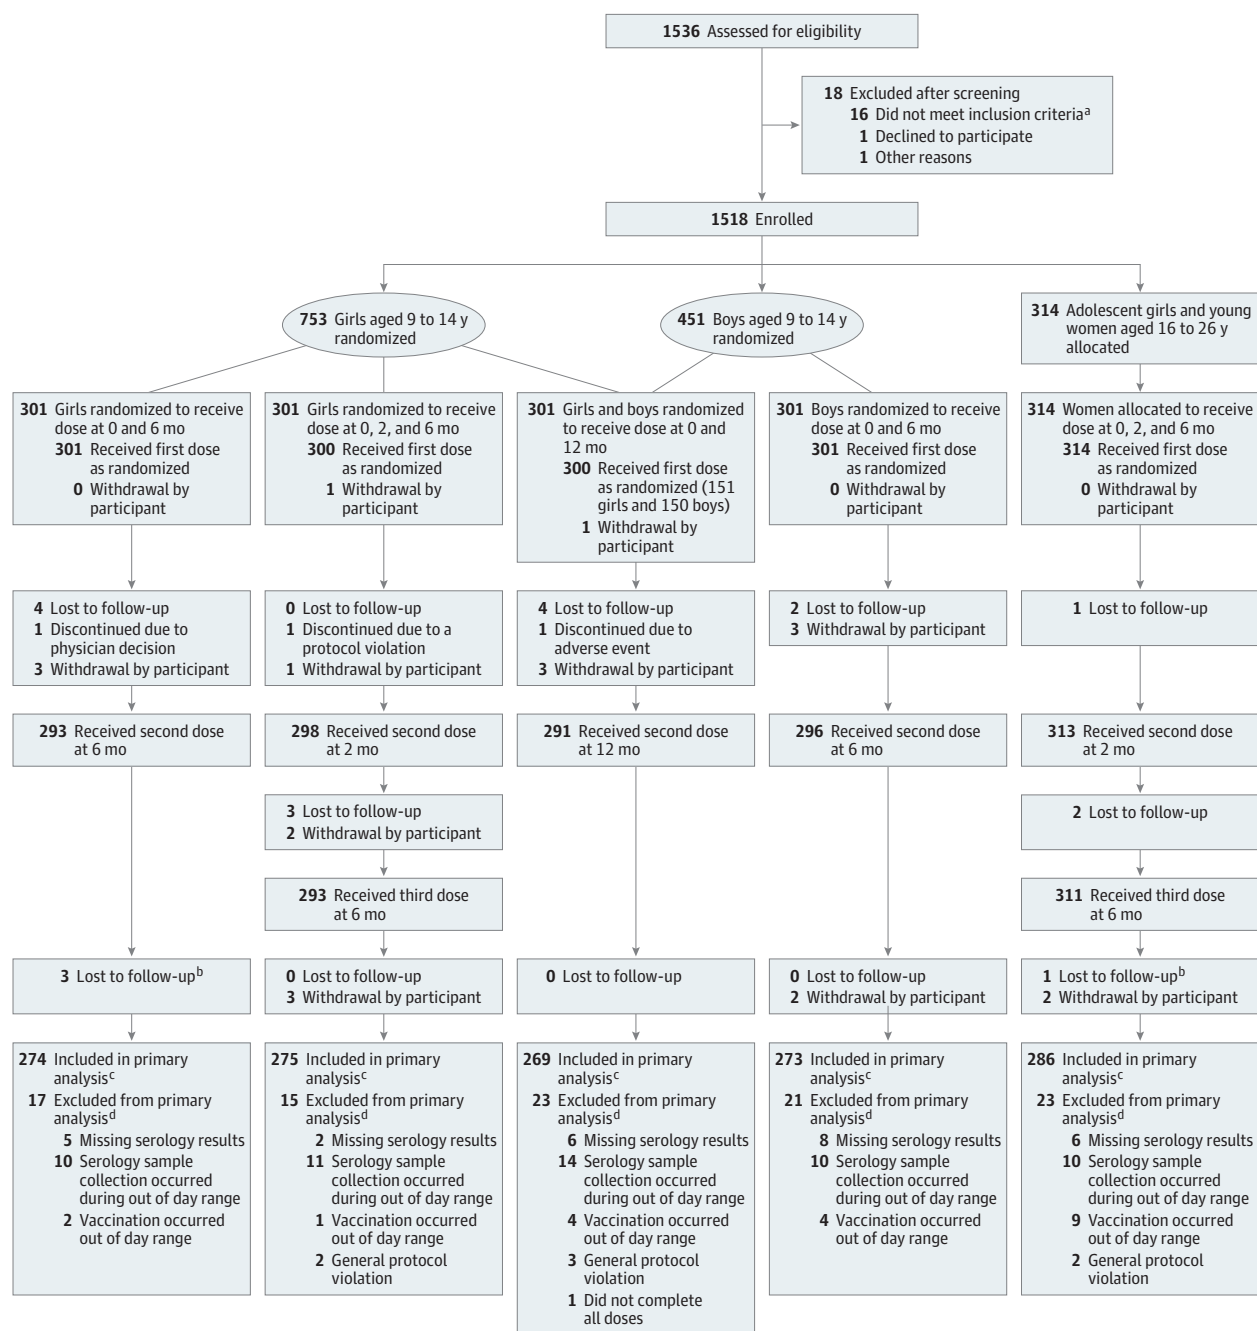 1536 Assessed for eligibility
18 Excluded after screening
16 Did not meet inclusion criteriaa
1 Declined to participate
1 Other reasons
1518 Enrolled
753 Girls aged 9 to 14 y
randomized
451 Boys aged 9 to 14 y
randomized
314 Adolescent girls and young
women aged 16 to 26 y
allocated
301 Girls randomized to receive
dose at 0 and 6 mo
301 Received first dose
as randomized
0 Withdrawal by
participant
301 Girls randomized to receive
dose at 0, 2, and 6 mo
300 Received first dose
as randomized
1 Withdrawal by
participant
301 Girls and boys randomized
to receive dose at 0 and
12 mo
300 Received first dose
as randomized (151
girls and 150 boys)
1 Withdrawal by
participant
301 Boys randomized to receive
dose at 0 and 6 mo
301 Received first dose
as randomized
0 Withdrawal by
participant
314 Women allocated to receive
dose at 0, 2, and 6 mo
314 Received first dose
as randomized
0 Withdrawal by
participant
4 Lost to follow-up
1 Discontinued due to
physician decision
3 Withdrawal by participant
0 Lost to follow-up
1 Discontinued due to a
protocol violation
1 Withdrawal by participant
4 Lost to follow-up
1 Discontinued due to
adverse event
3 Withdrawal by participant
2 Lost to follow-up
3 Withdrawal by participant
1 Lost to follow-up
293 Received second dose
at 6 mo
298 Received second dose
at 2 mo
291 Received second dose
at 12 mo
296 Received second dose
at 6 mo
313 Received second dose
at 2 mo
3 Lost to follow-up
2 Withdrawal by participant
2 Lost to follow-up
293 Received third dose
at 6 mo
311 Received third dose
at 6 mo
3 Lost to follow-upb
0 Lost to follow-up
3 Withdrawal by participant
0 Lost to follow-up
0 Lost to follow-up
2 Withdrawal by participant
1 Lost to follow-upb
2 Withdrawal by participant
274 Included in primary
analysisc
17 Excluded from primary
analysisd
5 Missing serology results
10 Serology sample
collection occurred
during out of day range
2 Vaccination occurred
out of day range
275 Included in primary
analysisc
15 Excluded from primary
analysisd
2 Missing serology results
11 Serology sample
collection occurred
during out of day range
1 Vaccination occurred
out of day range
2 General protocol
violation
269 Included in primary
analysisc
23 Excluded from primary
analysisd
6 Missing serology results
14 Serology sample
collection occurred
during out of day range
4 Vaccination occurred
out of day range
3 General protocol
violation
1 Did not complete
all doses
273 Included in primary
analysisc
21 Excluded from primary
analysisd
8 Missing serology results
10 Serology sample
collection occurred
during out of day range
4 Vaccination occurred
out of day range
286 Included in primary
analysisc
23 Excluded from primary
analysisd
6 Missing serology results
10 Serology sample
collection occurred
during out of day range
9 Vaccination occurred
out of day range
2 General protocol
violation